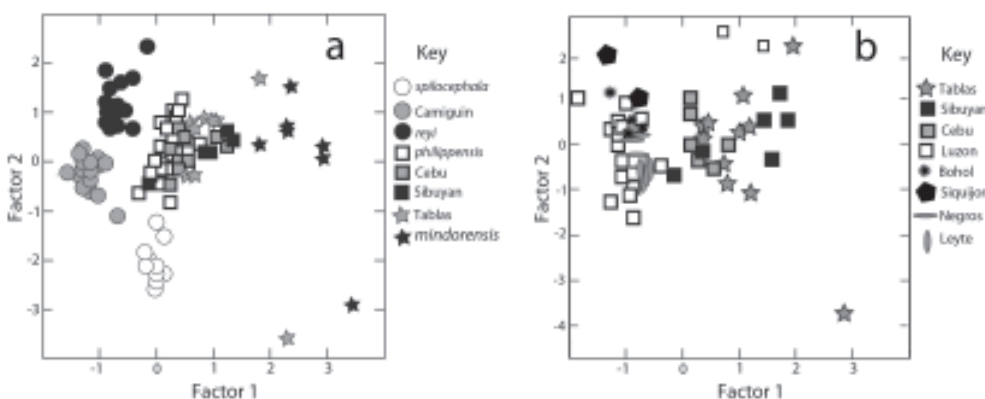 a
Key
spilocephala
Camiguin
reyi
philippensis
Cebu
Sibuyan
Tablas
mindorensis
2
1
0
-1
-2
-3
Factor 2
-1
0
1
2
3
Factor 1
b
Key
Tablas
Sibuyan
Cebu
Luzon
Bohol
Siquijor
Negros
Leyte
2
1
0
-1
-2
-3
-4
Factor 2
-1
0
1
2
3
Factor 1